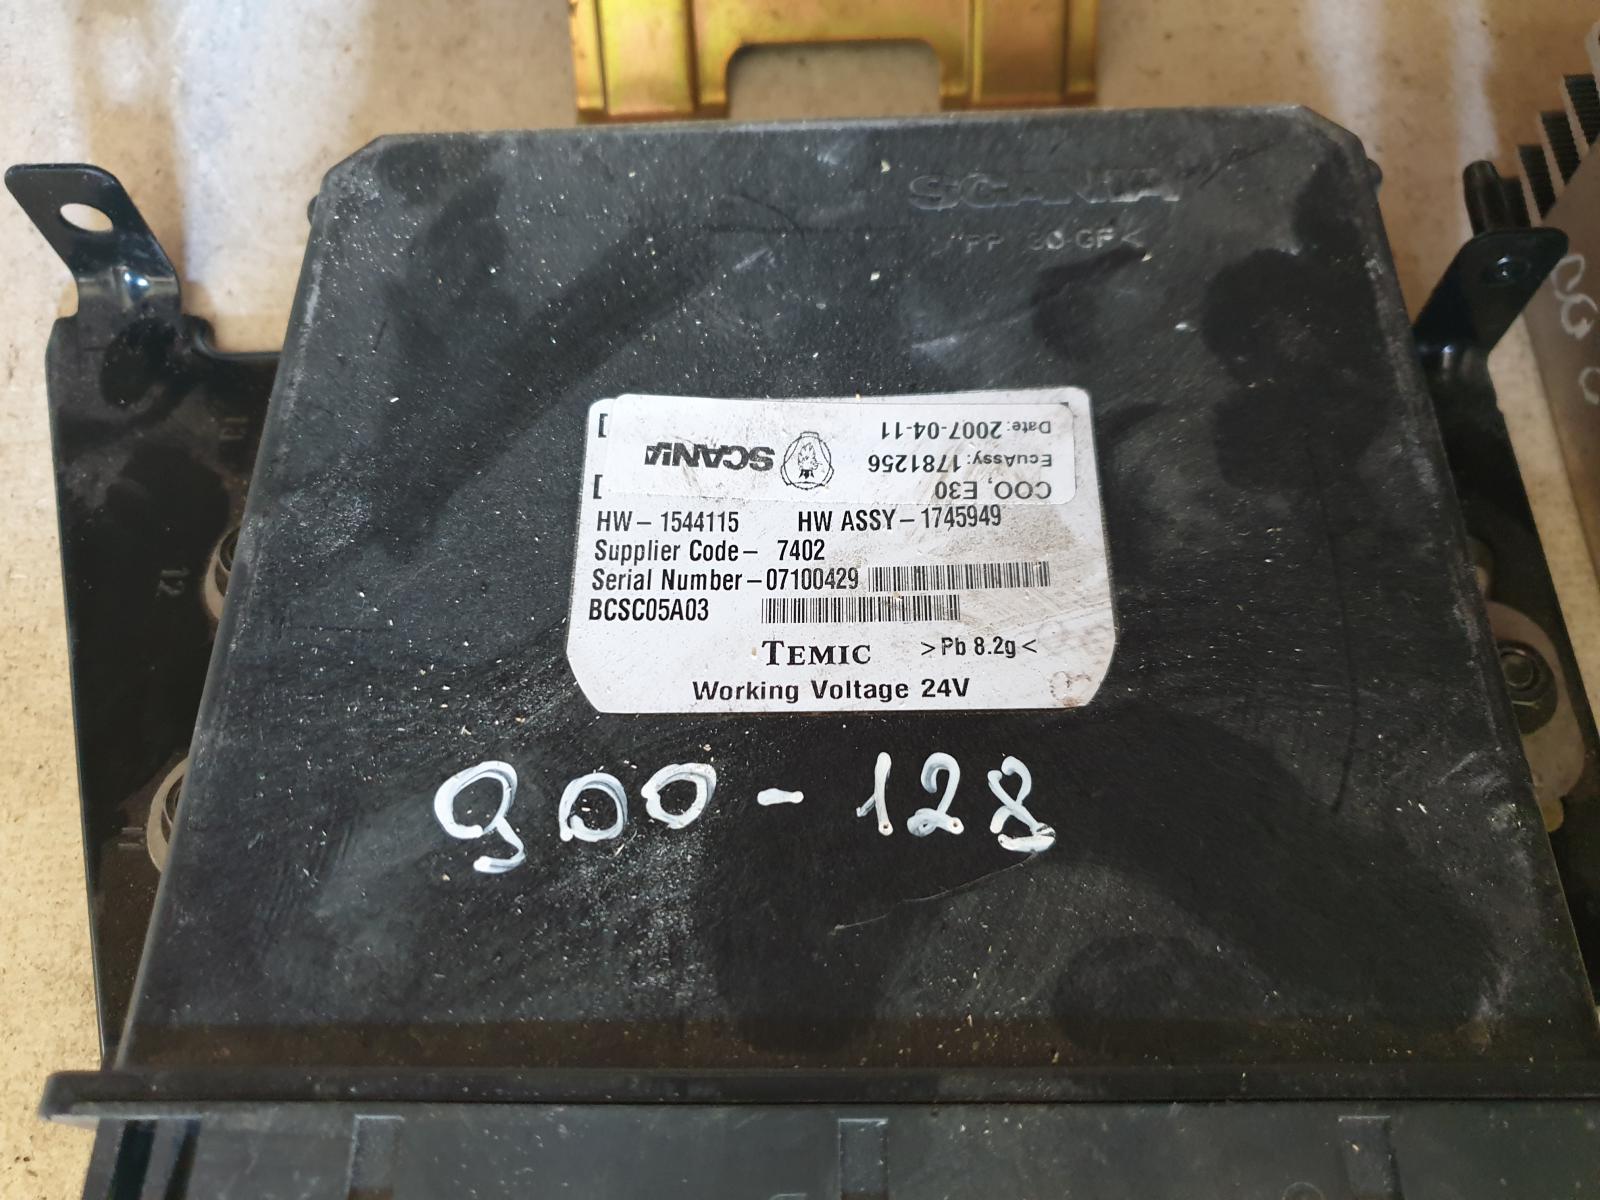 SCANIA
COO, E30
EcuAssy: 1781256
Date: 2007-04-11
SCANIA
HW-1544115 HW ASSY-1745949
Supplier Code- 7402
Serial Number-07100429
BCSC05A03
TEMIC >Pb 8.2g<
Working Voltage 24V
900-128
12